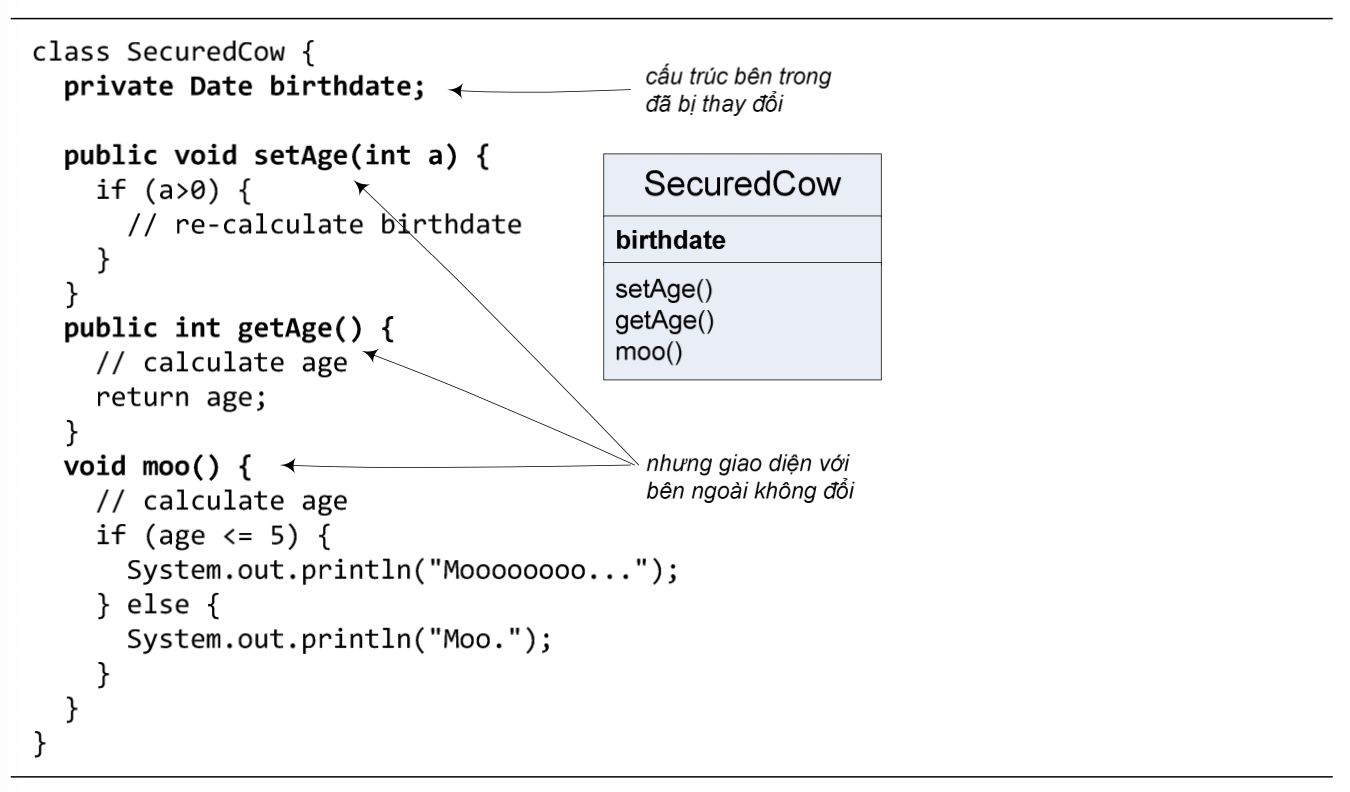 class SecuredCow {
private Date birthdate;
cấu trúc bên trong
đã bị thay đổi
public void setAge(int a) {
if (a>0) {
// re-calculate birthdate
}
}
public int getAge() {
// calculate age
return age;
}
void moo() {
// calculate age
if (age <= 5) {
System.out.println("Moooooooo...");
} else {
System.out.println("Moo.");
}
}
}
SecuredCow
birthdate
setAge()
getAge()
moo()
nhưng giao diện với
bên ngoài không đổi